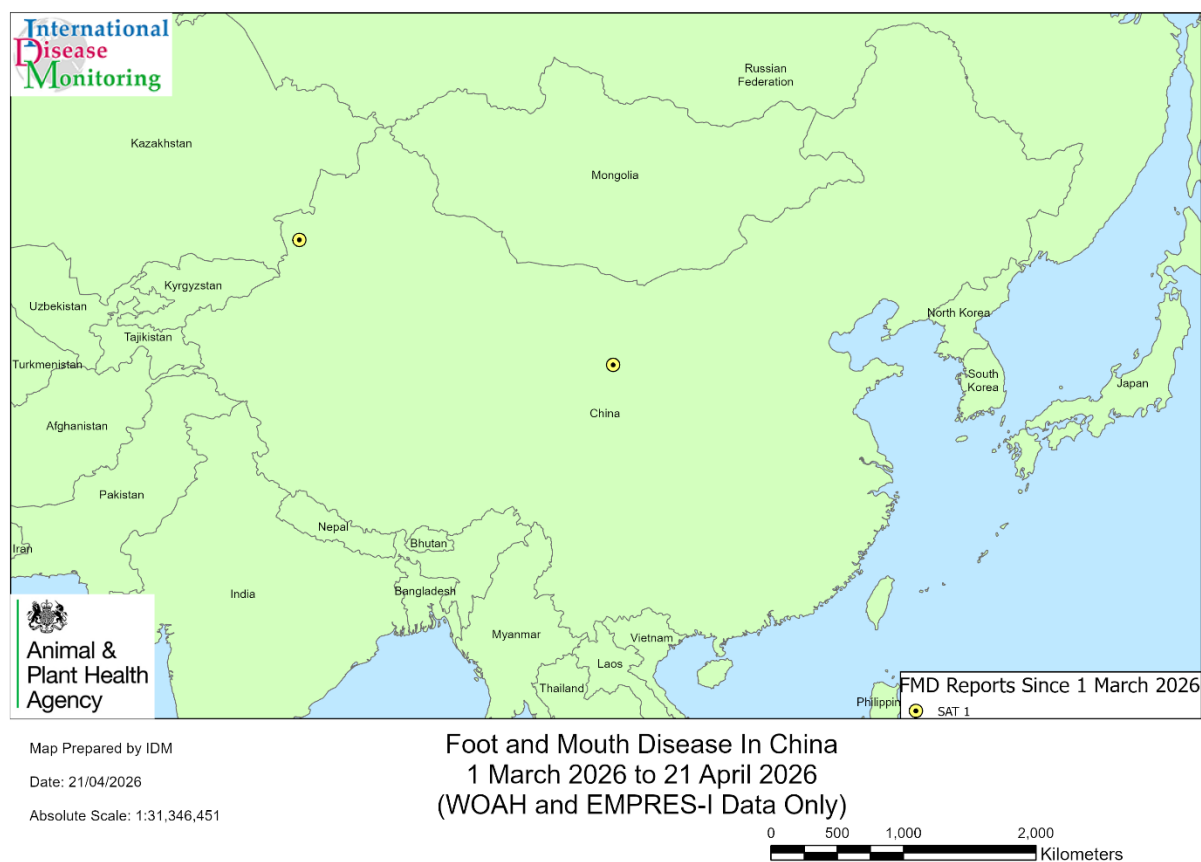 International
Disease
Monitoring
Russian
Federation
Kazakhstan
Mongolia
Kyrgyzstan
Uzbekistan
North Korea
Tajikistan
Turkmenistan
South
Korea
Japan
China
Afghanistan
Pakistan
Nepal
Bhutan
Iran
India
Bangladesh
Myanmar
Vietnam
Laos
Thailand
Philippin
Animal &
Plant Health
Agency
FMD Reports Since 1 March 2026
SAT 1
Map Prepared by IDM
Date: 21/04/2026
Absolute Scale: 1:31,346,451
Foot and Mouth Disease In China
1 March 2026 to 21 April 2026
(WOAH and EMPRES-I Data Only)
0 500 1,000 2,000
Kilometers